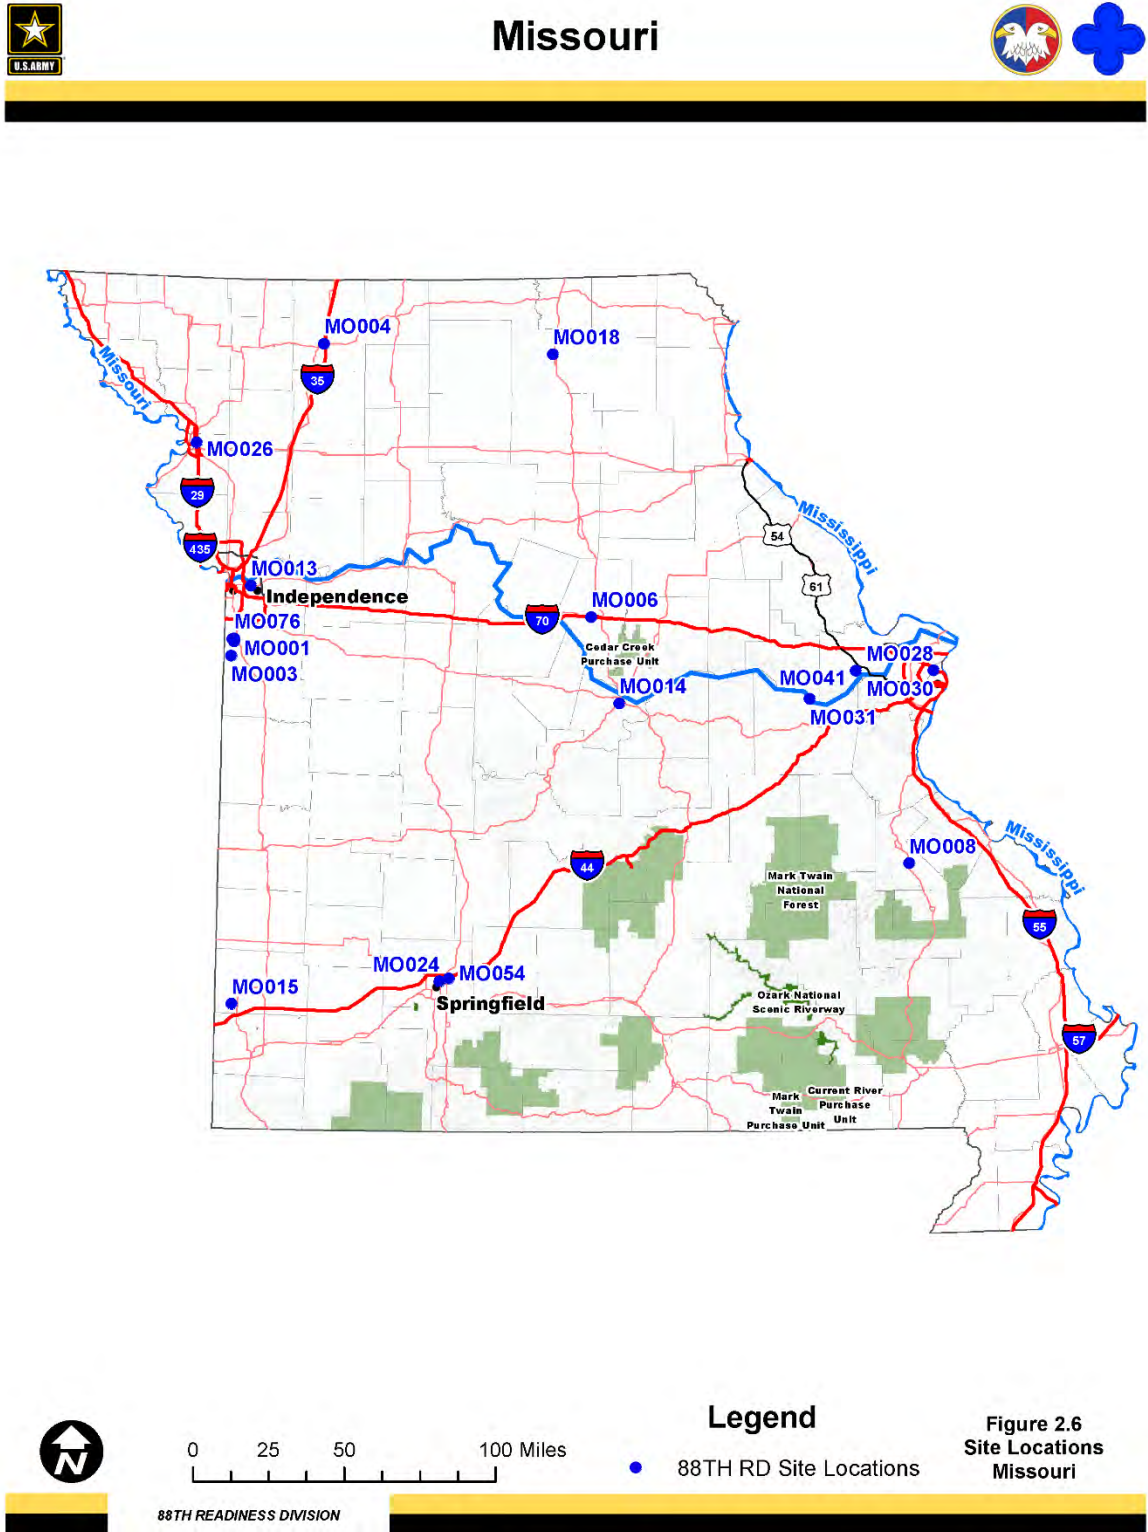 Missouri
U.S.ARMY
MO004
MO018
35
Missouri
MO026
29
Mississippi
54
435
MO013
61
Independence
MO006
MO076
70
MO001
Cedar Creek
Purchase Unit
MO028
MO003
MO041
MO014
MO030
MO031
Mississippi
MO008
44
Mark Twain
National
Forest
55
MO024
MO054
MO015
Springfield
Ozark National
Scenic Riverway
57
Current River
Purchase
Unit
Mark
Twain
Purchase Unit
Legend
Figure 2.6
Site Locations
Missouri
N
0 25 50 100 Miles
88TH RD Site Locations
88TH READINESS DIVISION